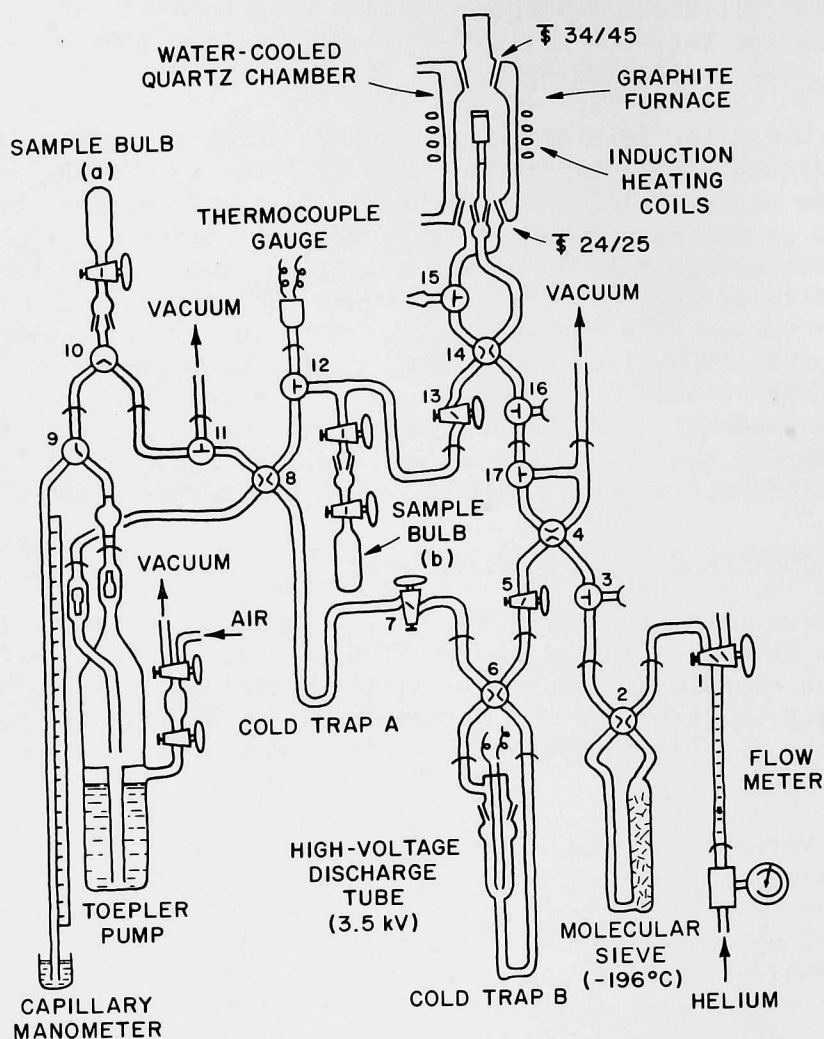 WATER-COOLED
QUARTZ CHAMBER
$ 34/45
GRAPHITE
FURNACE
INDUCTION
HEATING
COILS
$ 24/25
SAMPLE BULB
(a)
THERMOCOUPLE
GAUGE
VACUUM
15
VACUUM
10
12
14
13
16
9
11
8
17
4
SAMPLE
BULB
(b)
VACUUM
AIR
5
3
7
6
2
1
COLD TRAP A
FLOW
METER
HIGH-VOLTAGE
DISCHARGE
TUBE
(3.5 kV)
TOEPLER
PUMP
MOLECULAR
SIEVE
(-196°C)
CAPILLARY
MANOMETER
COLD TRAP B
HELIUM